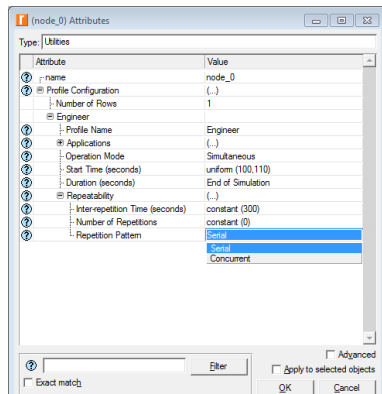 (node_0) Attributes
Type: Utilities
Attribute Value
name node_0
Profile Configuration (...)
Number of Rows 1
Engineer
Profile Name Engineer
Applications (...)
Operation Mode Simultaneous
Start Time (seconds) uniform (100,110)
Duration (seconds) End of Simulation
Repeatability (...)
Inter-repetition Time (seconds) constant (300)
Number of Repetitions constant (0)
Repetition Pattern Serial
Serial
Concurrent
Advanced
Filter
Apply to selected objects
Exact match
OK Cancel